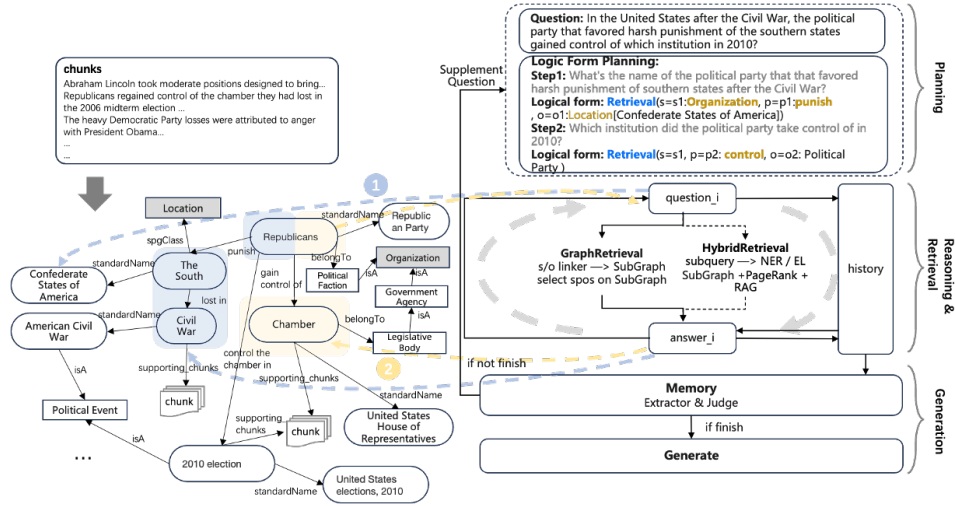 chunks
Abraham Lincoln took moderate positions designed to bring...
Republicans regained control of the chamber they had lost in
the 2006 midterm election ...
The heavy Democratic Party losses were attributed to anger
with President Obama...
...
...
Location
spgClass
standardName
Confederate
States of America
The
South
punish
Republicans
standardName
Republic
an Party
belongTo
Political
Faction
isA
Organization
isA
Government
Agency
isA
gain
control of
lost in
American Civil
War
standardName
Civil
War
Chamber
belongTo
Legislative
Body
1
2
isA
supporting_chunks
chunk
control the
chamber in
supporting_chunks
standardName
Political Event
supporting
chunks
chunk
United States
House of
Representatives
isA
...
2010 election
standardName
United States
elections, 2010
Supplement
Question
Question: In the United States after the Civil War, the political
party that favored harsh punishment of the southern states
gained control of which institution in 2010?
Logic Form Planning:
Step1: What's the name of the political party that that favored
harsh punishment of southern states after the Civil War?
Logical form: Retrieval(s=s1:Organization, p=p1:punish
, o=o1:Location[Confederate States of America])
Step2: Which institution did the political party take control of in
2010?
Logical form: Retrieval(s=s1, p=p2: control, o=o2: Political
Party )
Planning
question_i
GraphRetrieval
s/o linker —> SubGraph
select spos on SubGraph
HybridRetrieval
subquery —> NER / EL
SubGraph +PageRank +
RAG
history
answer_i
Reasoning &
Retrieval
if not finish
Memory
Extractor & Judge
if finish
Generate
Generation